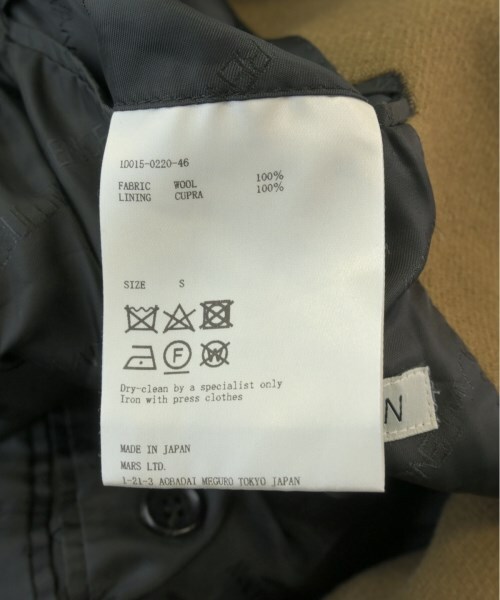 1D015-0220-46
FABRIC WOOL 100%
LINING CUPRA 100%
SIZE S
F
W
Dry-clean by a specialist only
Iron with press clothes
MADE IN JAPAN
MARS LTD.
1-21-3 AOBADAI MEGURO TOKYO JAPAN
N